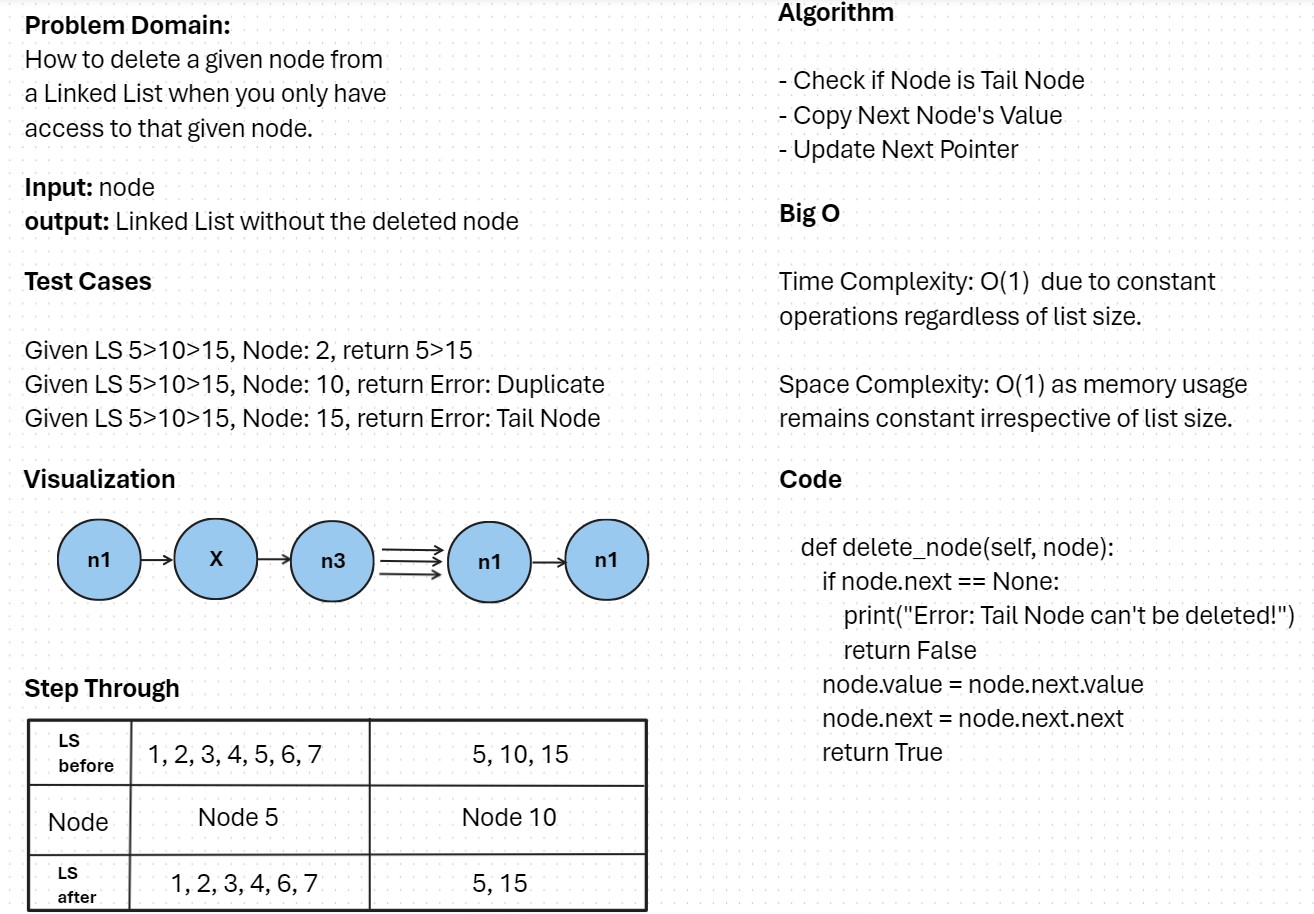 Problem Domain:
How to delete a given node from
a Linked List when you only have
access to that given node.
Input: node
output: Linked List without the deleted node
Test Cases
Given LS 5>10>15, Node: 2, return 5>15
Given LS 5>10>15, Node: 10, return Error: Duplicate
Given LS 5>10>15, Node: 15, return Error: Tail Node
Visualization
n1 X n3 n1 n1
Step Through
LS before 1, 2, 3, 4, 5, 6, 7 5, 10, 15
Node Node 5 Node 10
LS after 1, 2, 3, 4, 6, 7 5, 15
Algorithm
- Check if Node is Tail Node
- Copy Next Node's Value
- Update Next Pointer
Big O
Time Complexity: O(1) due to constant
operations regardless of list size.
Space Complexity: O(1) as memory usage
remains constant irrespective of list size.
Code
def delete_node(self, node):
if node.next == None:
print("Error: Tail Node can't be deleted!")
return False
node.value = node.next.value
node.next = node.next.next
return True